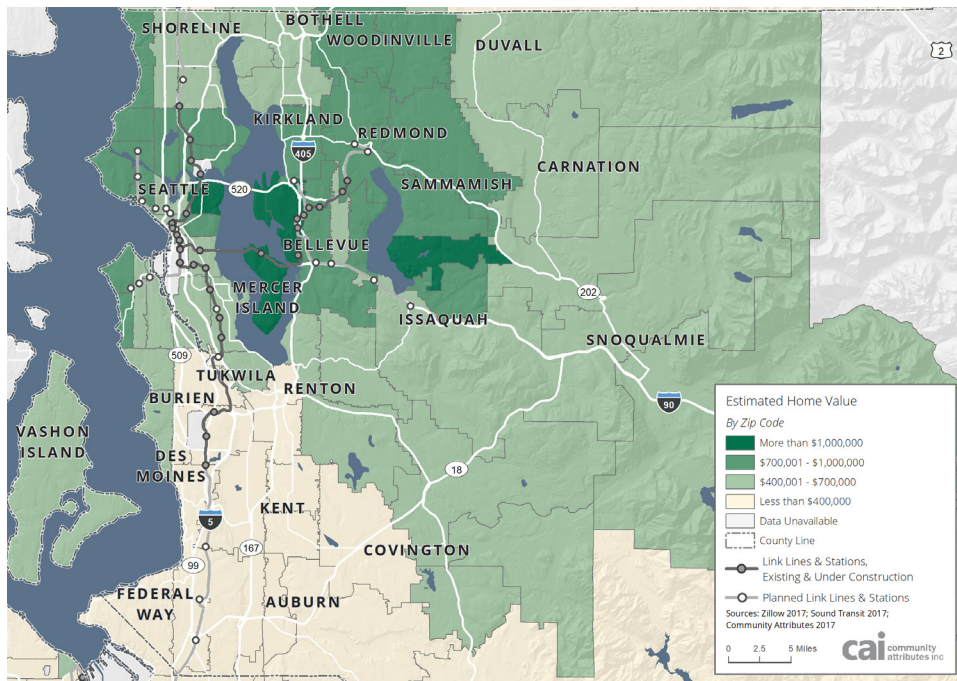 BOTHELL
SHORELINE
WOODINVILLE
DUVALL
2
KIRKLAND
REDMOND
405
CARNATION
SEATTLE
520
SAMMAMISH
BELLEVUE
MERCER
ISLAND
202
ISSAQUAH
SNOQUALMIE
509
TUKWILA
RENTON
BURIEN
90
VASHON
ISLAND
DES
MOINES
18
KENT
5
167
COVINGTON
99
FEDERAL
WAY
AUBURN
Estimated Home Value
By Zip Code
More than $1,000,000
$700,001 - $1,000,000
$400,001 - $700,000
Less than $400,000
Data Unavailable
County Line
Link Lines & Stations,
Existing & Under Construction
Planned Link Lines & Stations
Sources: Zillow 2017; Sound Transit 2017;
Community Attributes 2017
cai community
attributes inc
0 2.5 5 Miles